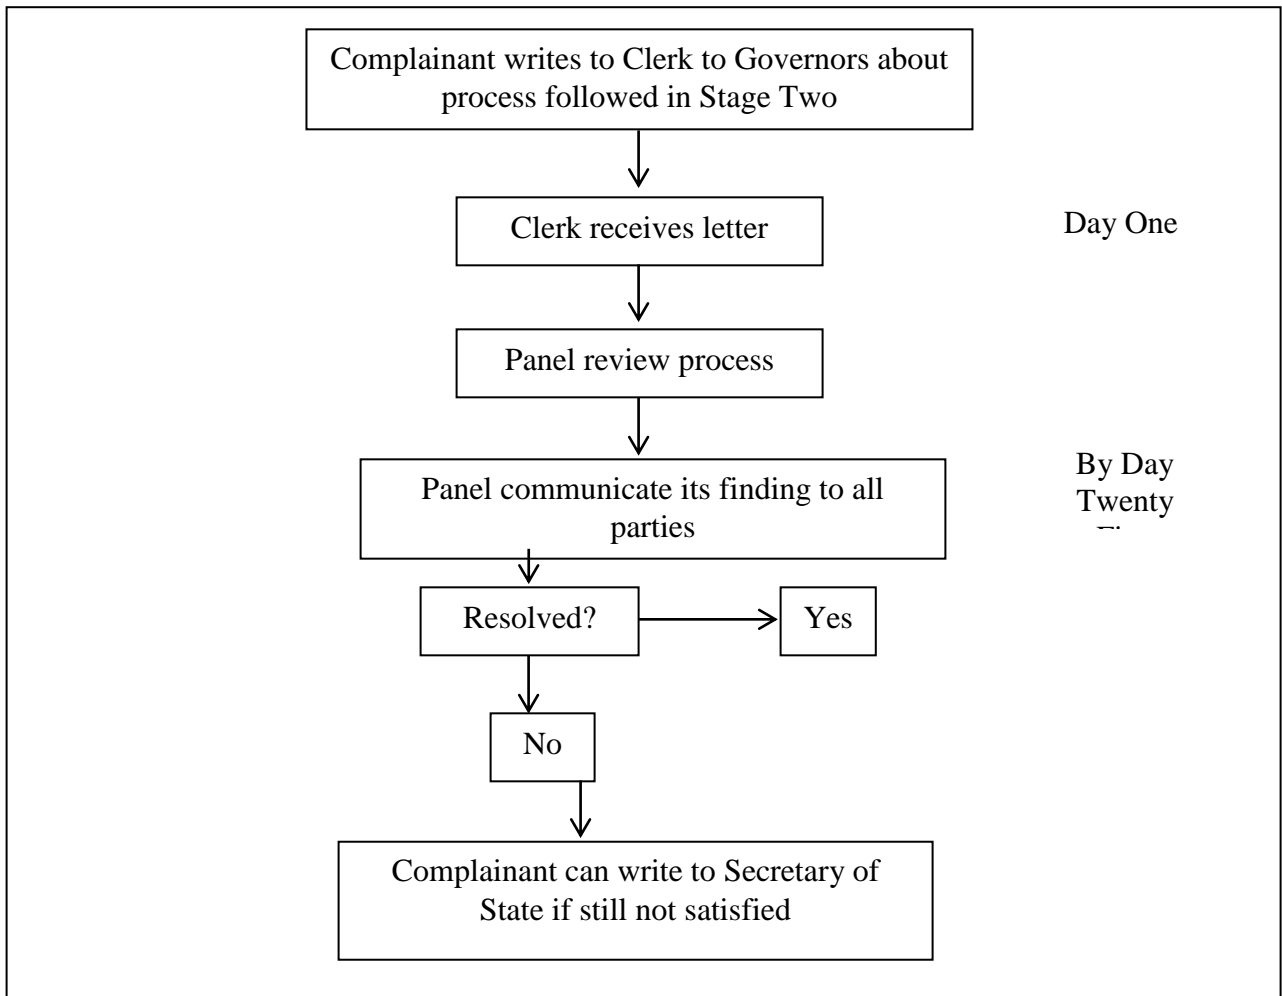 Complainant writes to Clerk to Governors about
process followed in Stage Two
Clerk receives letter
Day One
Panel review process
Panel communicate its finding to all
parties
By Day
Twenty
Resolved?
Yes
No
Complainant can write to Secretary of
State if still not satisfied